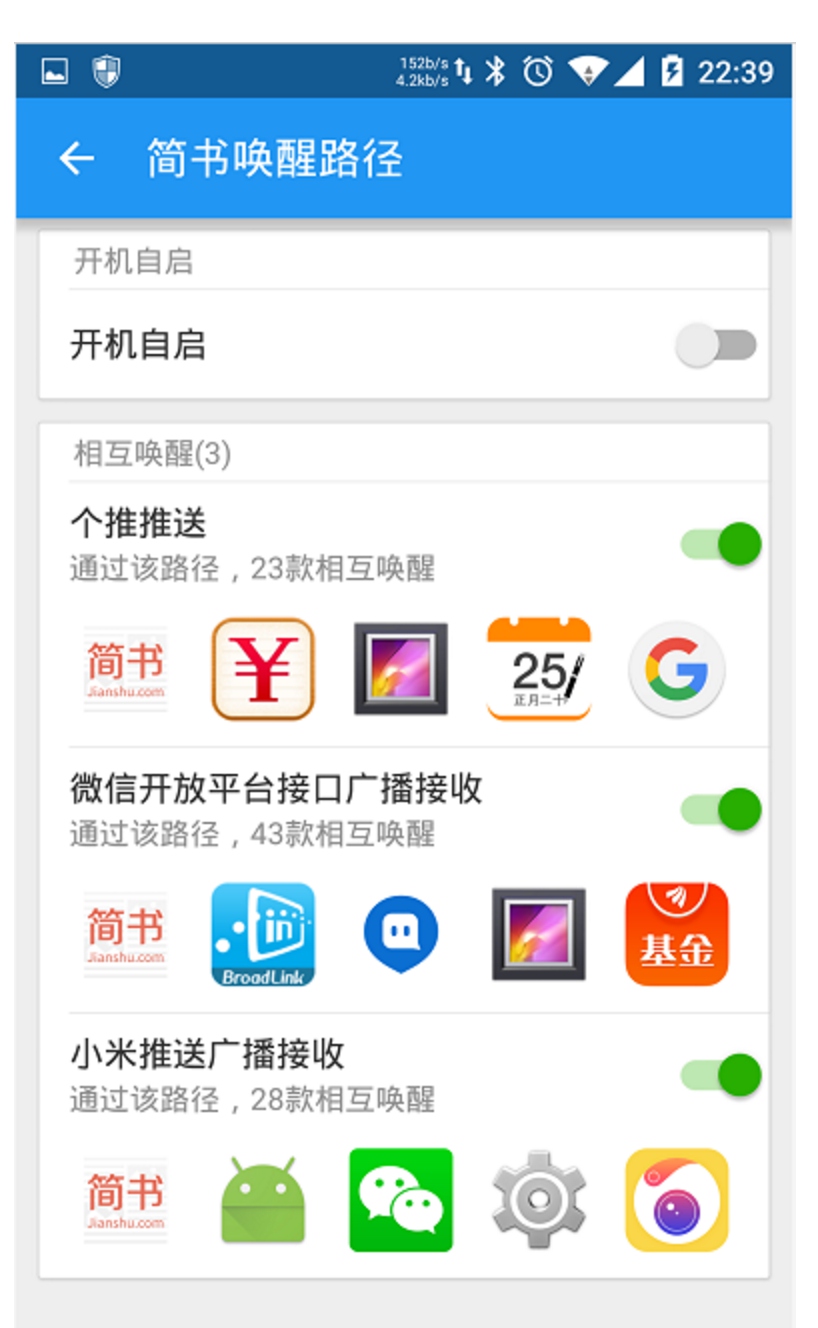 152b/s
4.2kb/s
22:39
简书唤醒路径
开机自启
开机自启
相互唤醒(3)
个推推送
通过该路径，23款相互唤醒
简书
Jianshu.com
¥
25
正月二十
G
微信开放平台接口广播接收
通过该路径，43款相互唤醒
简书
Jianshu.com
in
BroadLink
基金
小米推送广播接收
通过该路径，28款相互唤醒
简书
Jianshu.com